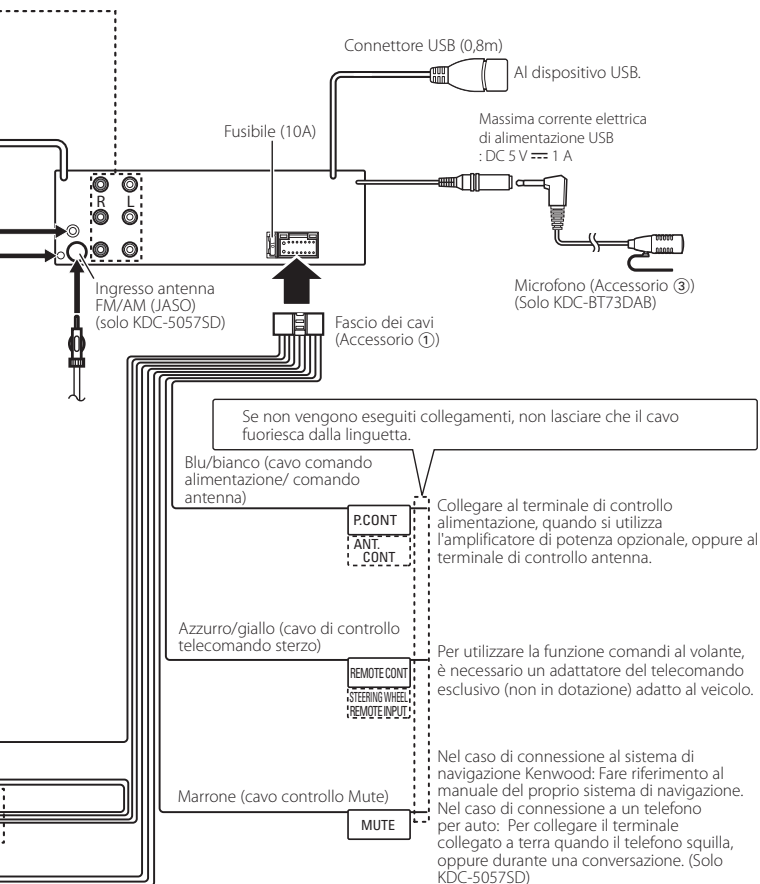 Connettore USB (0,8m)
Al dispositivo USB.
Fusibile (10A)
Massima corrente elettrica
di alimentazione USB
: DC 5 V ⎓ 1 A
R L
Ingresso antenna
FM/AM (JASO)
(solo KDC-5057SD)
Microfono (Accessorio ③)
(Solo KDC-BT73DAB)
Fascio dei cavi
(Accessorio ①)
Se non vengono eseguiti collegamenti, non lasciare che il cavo
fuoriesca dalla linguetta.
Blu/bianco (cavo comando
alimentazione/ comando
antenna)
P.CONT
ANT.
CONT
Collegare al terminale di controllo
alimentazione, quando si utilizza
l'amplificatore di potenza opzionale, oppure al
terminale di controllo antenna.
Azzurro/giallo (cavo di controllo
telecomando sterzo)
REMOTE CONT
STEERING WHEEL
REMOTE INPUT
Per utilizzare la funzione comandi al volante,
è necessario un adattatore del telecomando
esclusivo (non in dotazione) adatto al veicolo.
Marrone (cavo controllo Mute)
MUTE
Nel caso di connessione al sistema di
navigazione Kenwood: Fare riferimento al
manuale del proprio sistema di navigazione.
Nel caso di connessione a un telefono
per auto: Per collegare il terminale
collegato a terra quando il telefono squilla,
oppure durante una conversazione. (Solo
KDC-5057SD)